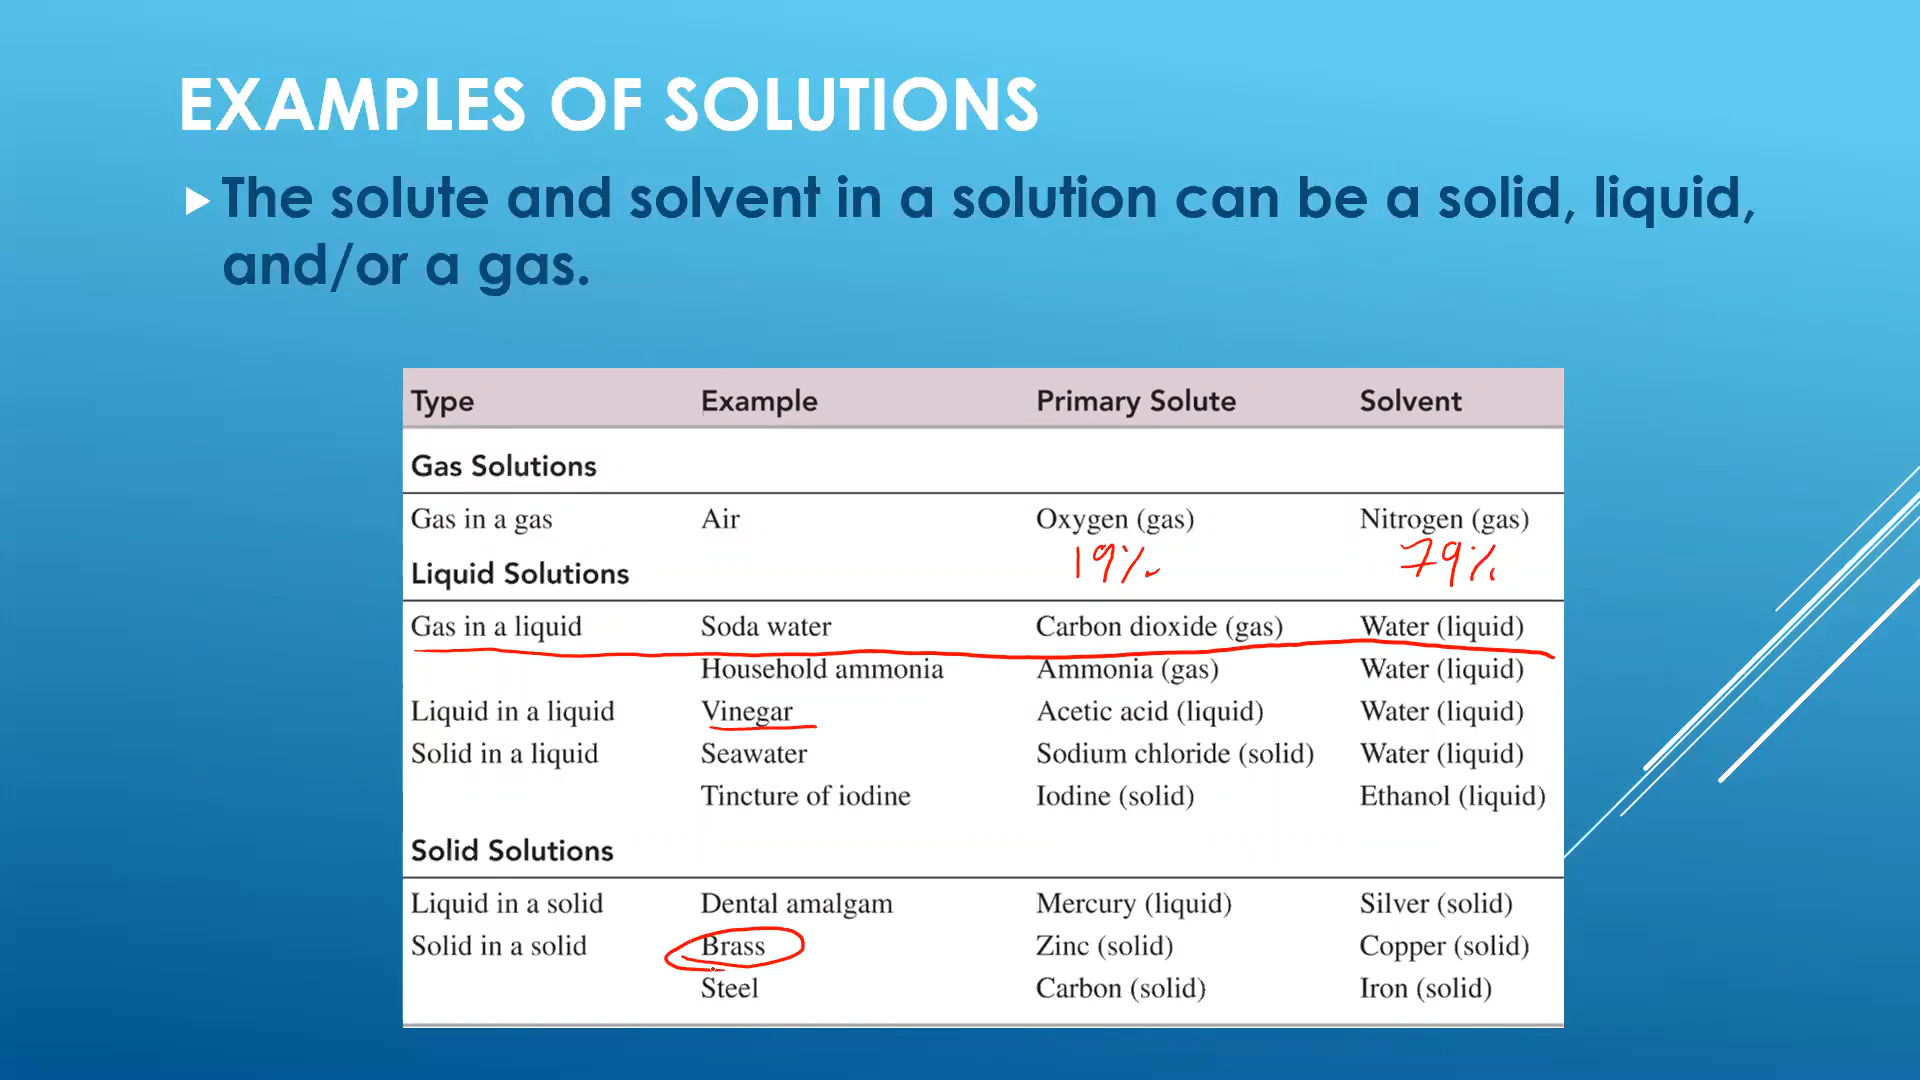 EXAMPLES OF SOLUTIONS
The solute and solvent in a solution can be a solid, liquid,
and/or a gas.
Type Example Primary Solute Solvent
Gas Solutions
Gas in a gas Air Oxygen (gas) Nitrogen (gas)
19% 79%
Liquid Solutions
Gas in a liquid Soda water Carbon dioxide (gas) Water (liquid)
Household ammonia Ammonia (gas) Water (liquid)
Liquid in a liquid Vinegar Acetic acid (liquid) Water (liquid)
Solid in a liquid Seawater Sodium chloride (solid) Water (liquid)
Tincture of iodine Iodine (solid) Ethanol (liquid)
Solid Solutions
Liquid in a solid Dental amalgam Mercury (liquid) Silver (solid)
Solid in a solid Brass Zinc (solid) Copper (solid)
Steel Carbon (solid) Iron (solid)